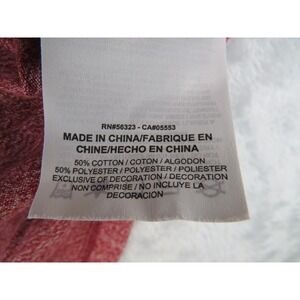 RN#56323 - CA#05553
MADE IN CHINA/FABRIQUE EN
CHINE/HECHO EN CHINA
50% COTTON / COTON / ALGODON
50% POLYESTER / POLYESTER / POLIESTER
EXCLUSIVE OF DECORATION / DECORATION
NON COMPRISE / NO INCLUYE LA
DECORACION